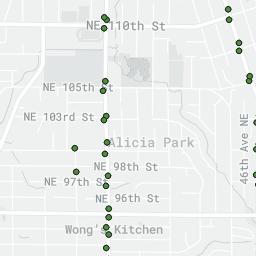 NE 110th St
NE 105th St
NE 103rd St
Alicia Park
NE 98th St
NE 97th St
NE 96th St
46th Ave NE
Wong's Kitchen